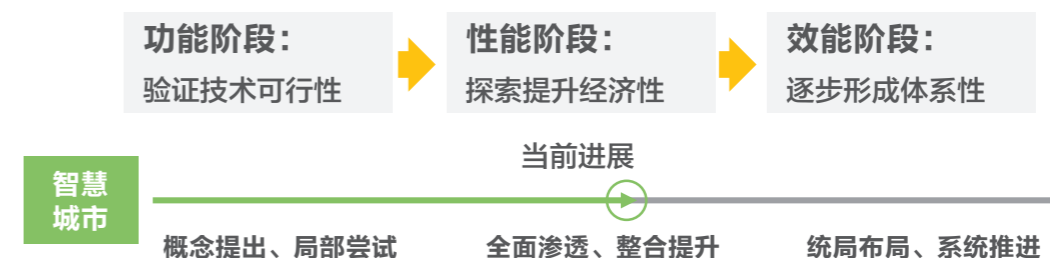 功能阶段：
验证技术可行性
性能阶段：
探索提升经济性
效能阶段：
逐步形成体系性
当前进展
智慧
城市
概念提出、局部尝试
全面渗透、整合提升
统局布局、系统推进